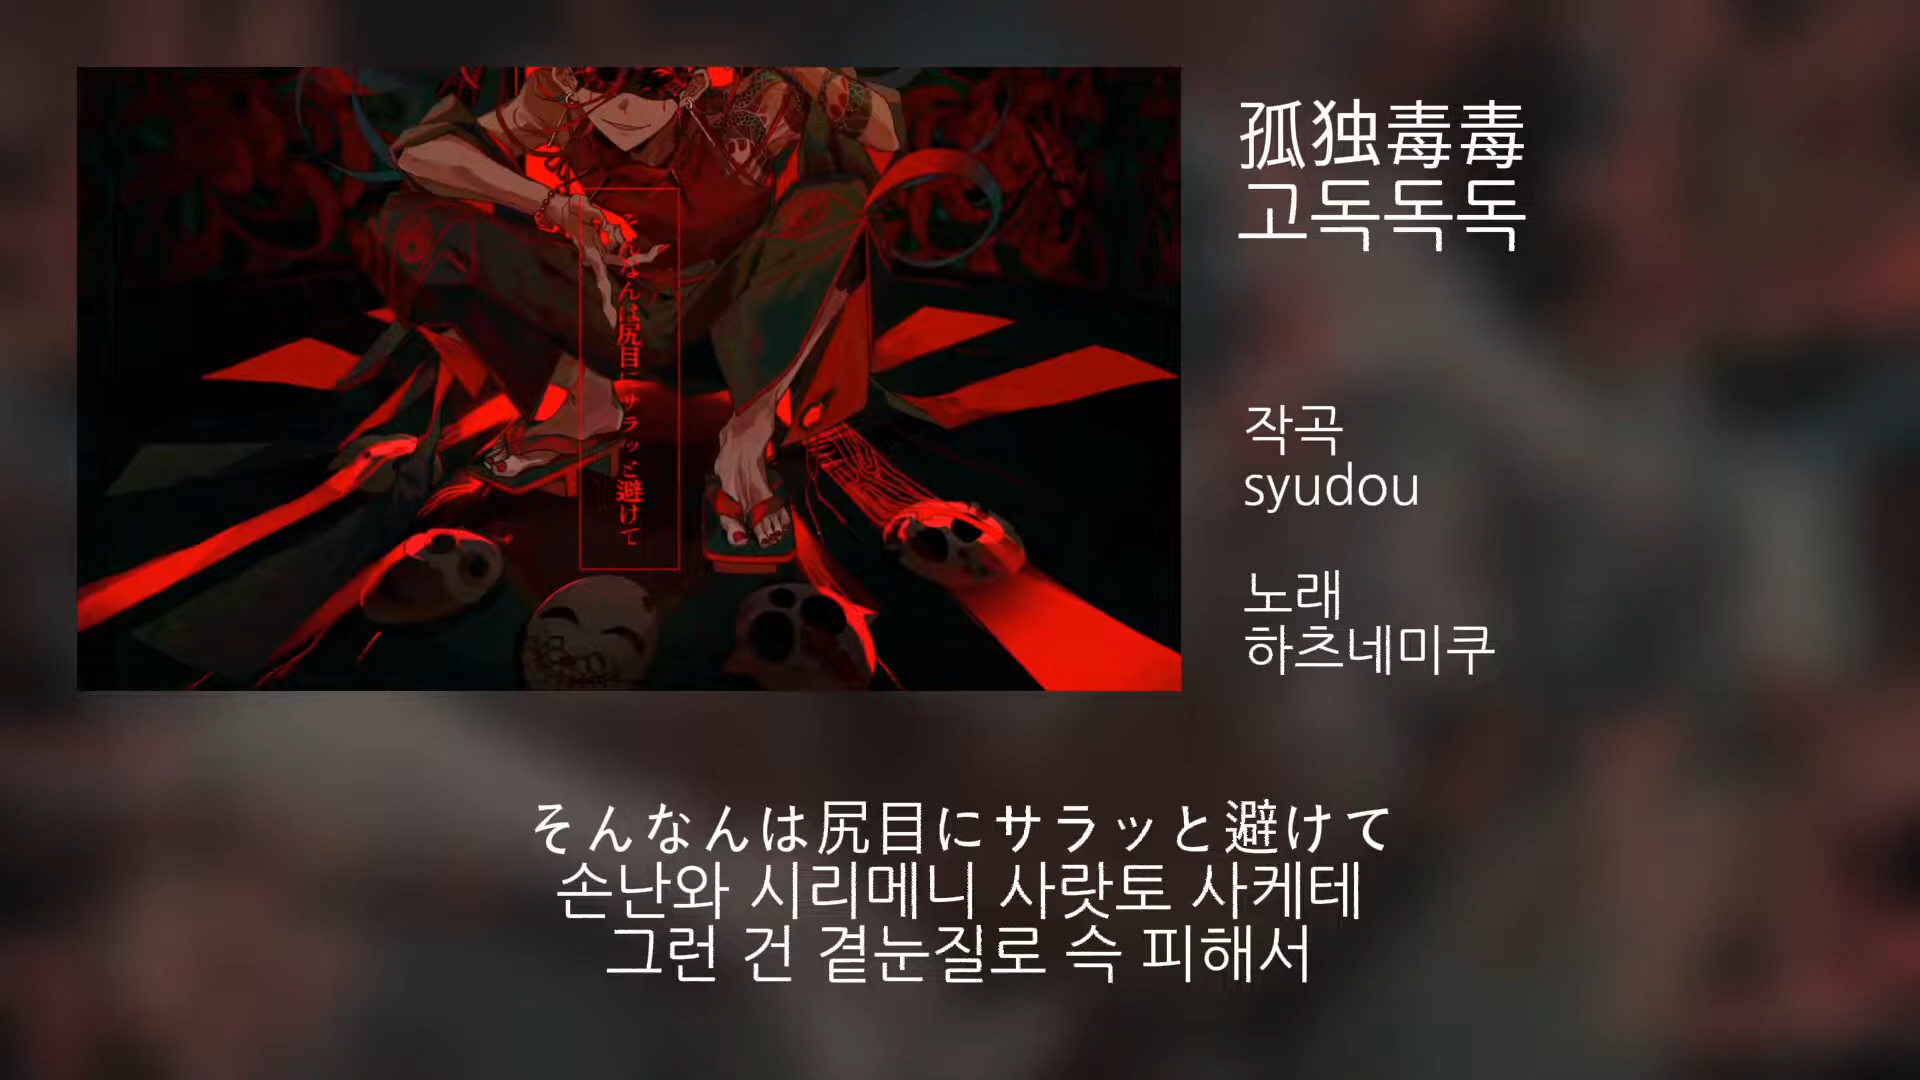 孤独毒毒
고독독독
そんなんは尻目にサラッと避けて
작곡
syudou
노래
하츠네미쿠
そんなんは尻目にサラッと避けて
손난와 시리메니 사랏토 사케테
그런 건 곁눈질로 슥 피해서